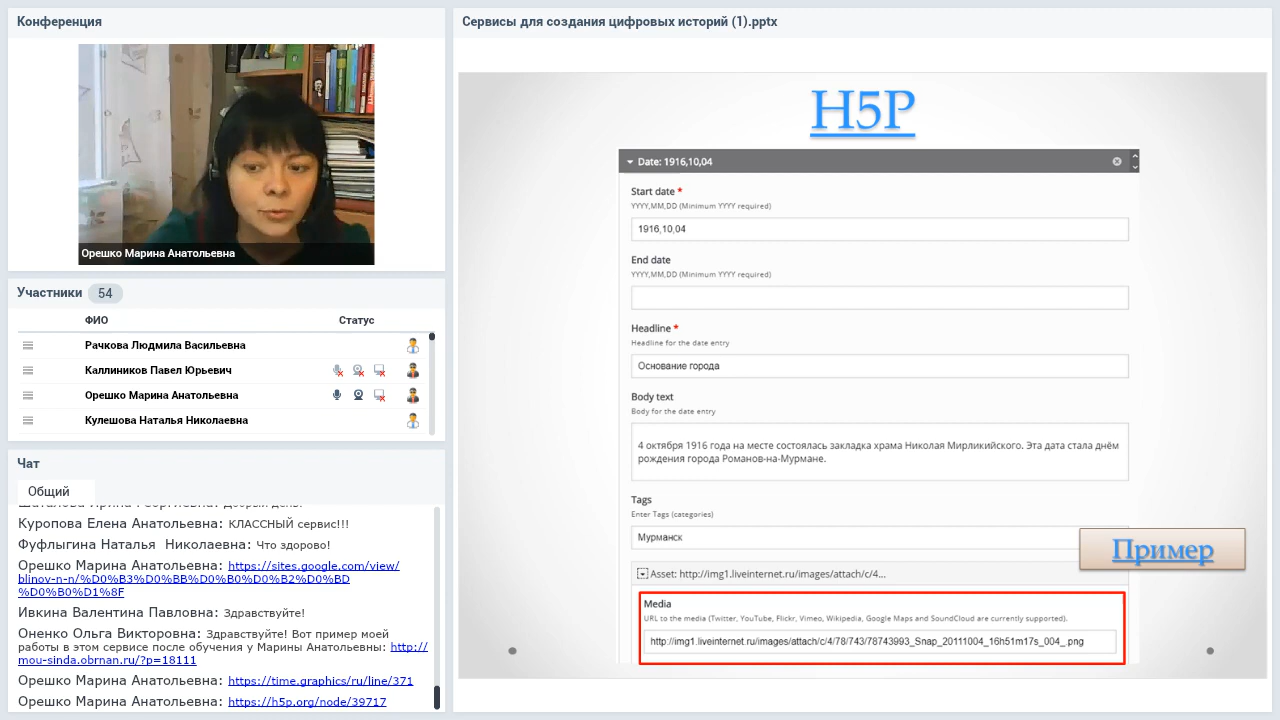 Конференция
Орешко Марина Анатольевна
Участники 54
ФИО Статус
Рачкова Людмила Васильевна
Каллиников Павел Юрьевич
Орешко Марина Анатольевна
Кулешова Наталья Николаевна
Чат
Общий
Куропова Елена Анатольевна: КЛАССНЫЙ сервис!!!
Фуфлыгина Наталья Николаевна: Что здорово!
Орешко Марина Анатольевна: https://sites.google.com/view/
blinov-n-n/%D0%B3%D0%BB%D0%B0%D0%B2%D0%BD
%D0%B0%D1%8F
Ивкина Валентина Павловна: Здравствуйте!
Оненко Ольга Викторовна: Здравствуйте! Вот пример моей
работы в этом сервисе после обучения у Марины Анатольевны: http://
mou-sinda.obrnan.ru/?p=18111
Орешко Марина Анатольевна: https://time.graphics/ru/line/371
Орешко Марина Анатольевна: https://h5p.org/node/39717
Сервисы для создания цифровых историй (1).pptx
H5P
Date: 1916,10,04
Start date *
YYYY,MM,DD (Minimum YYYY required)
1916,10,04
End date
YYYY,MM,DD (Minimum YYYY required)
Headline *
Headline for the date entry
Основание города
Body text
Body for the date entry
4 октября 1916 года на месте состоялась закладка храма Николая Мирликийского. Эта дата стала днём
рождения города Романов-на-Мурмане.
Tags
Enter Tags (categories)
Мурманск
Пример
Asset: http://img1.liveinternet.ru/images/attach/c/4...
Media
URL to the media (Twitter, YouTube, Flickr, Vimeo, Wikipedia, Google Maps and SoundCloud are currently supported).
http://img1.liveinternet.ru/images/attach/c/4/78/743/78743993_Snap_20111004_16h51m17s_004_.png